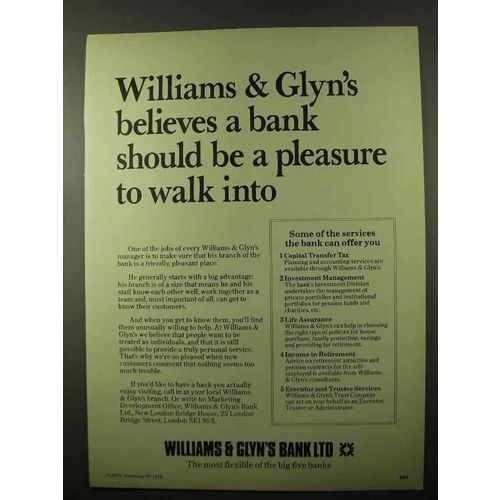 Williams & Glyn's
believes a bank
should be a pleasure
to walk into
One of the jobs of every Williams & Glyn's
manager is to make sure that his branch of
the bank is a friendly, pleasant place.
He generally starts with a big advantage:
his branch is of a size that means he and his
staff know each other well, work together as a
team and, most important of all, can get to
know their customers.
And when you get to know them, you'll find
them unusually willing to help. At Williams &
Glyn's we believe that people want to be
treated as individuals, and that it is still
possible to provide a truly personal service.
That's why we're so pleased when new
customers comment that nothing seems too
much trouble.
If you'd like to have a bank you actually
enjoy visiting, call in at your local Williams &
Glyn's branch. Or write to: Marketing
Development Office, Williams & Glyn's Bank
Ltd., New London Bridge House, 25 London
Bridge Street, London SE1 9SX.
Some of the services
the bank can offer you
1 Capital Transfer Tax
Planning and accounting services are
available through Williams & Glyn's.
2 Investment Management
The bank's Investment Division
undertakes the management of
private portfolios and institutional
portfolios for pension funds and
charities, etc.
3 Life Assurance
Williams & Glyn's can help in choosing
the right type of policies for house
purchase, family protection, savings
and providing for retirement.
4 Income in Retirement
Advice on retirement annuities and
pension contracts for the self-
employed is available from Williams
& Glyn's consultants.
5 Executor and Trustee Services
Williams & Glyn's Trust Company
can act on your behalf as an Executor,
Trustee or Administrator.
WILLIAMS & GLYN'S BANK LTD
The most flexible of the big five banks
PUNCH September